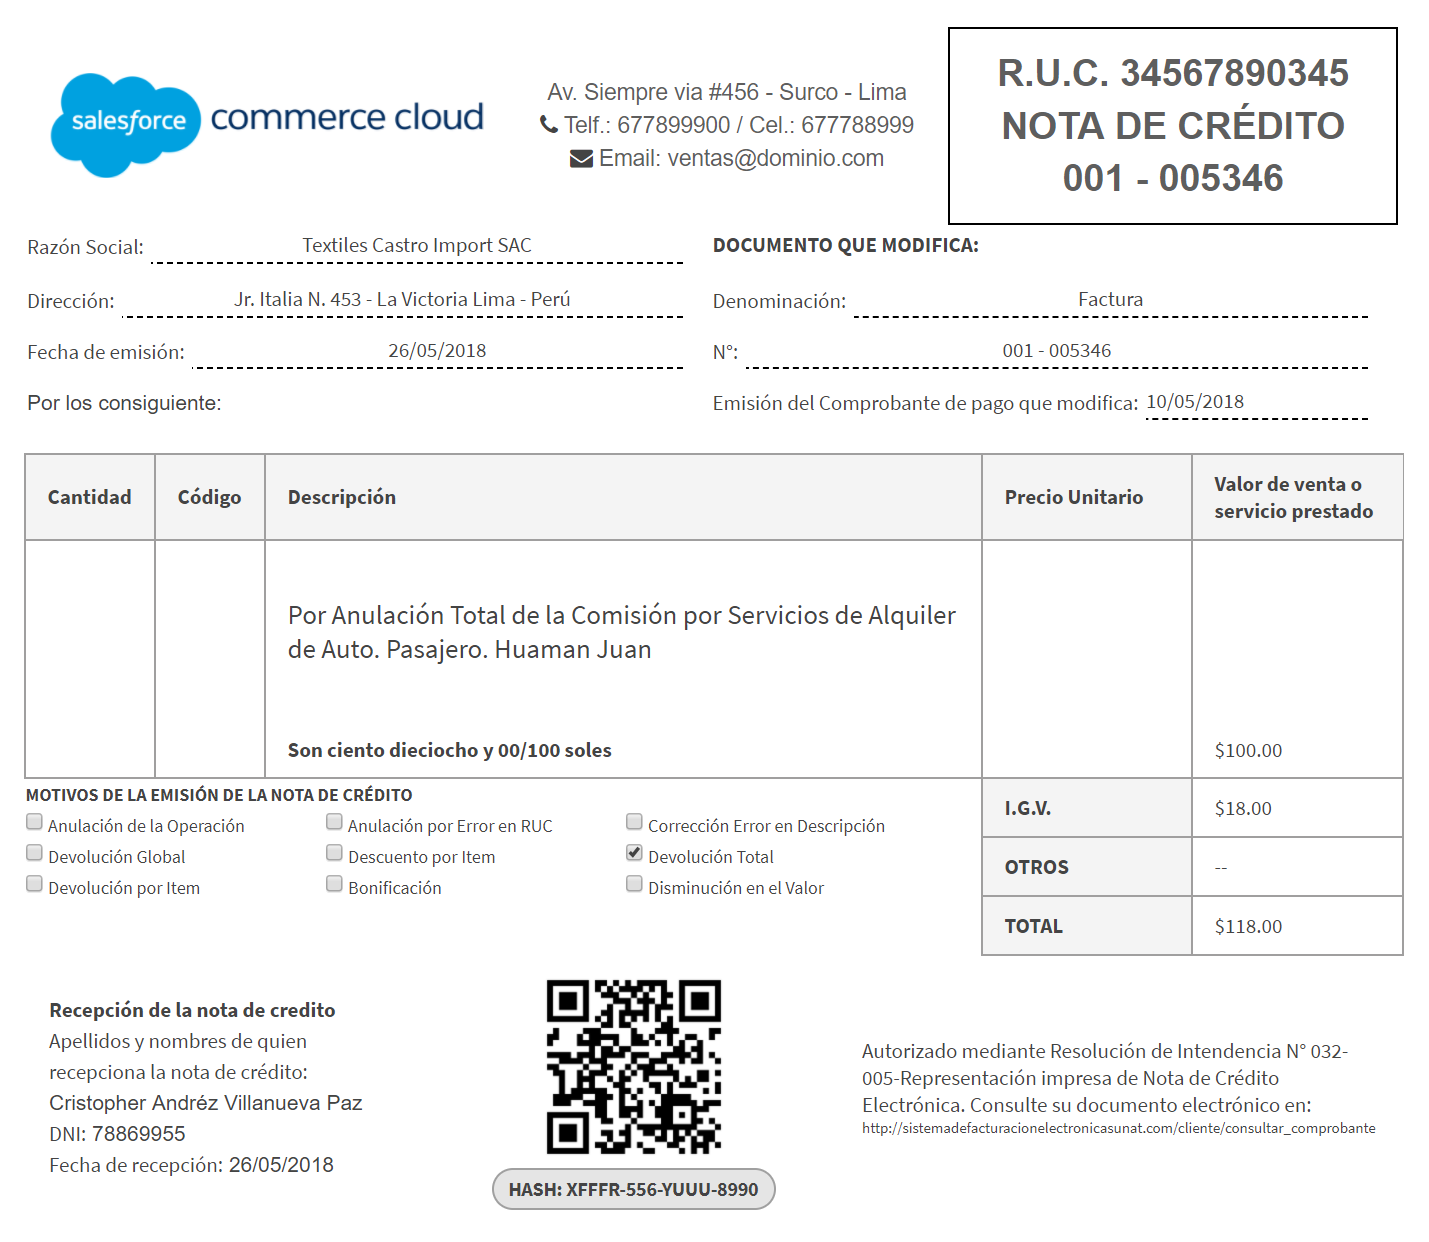 salesforce commerce cloud
Av. Siempre via #456 - Surco - Lima
Telf.: 677899900 / Cel.: 677788999
Email: ventas@dominio.com
R.U.C. 34567890345
NOTA DE CRÉDITO
001 - 005346
Razón Social: Textiles Castro Import SAC
Dirección: Jr. Italia N. 453 - La Victoria Lima - Perú
Fecha de emisión: 26/05/2018
Por los consiguiente:
DOCUMENTO QUE MODIFICA:
Denominación: Factura
N°: 001 - 005346
Emisión del Comprobante de pago que modifica: 10/05/2018
Cantidad Código Descripción Precio Unitario Valor de venta o
servicio prestado
Por Anulación Total de la Comisión por Servicios de Alquiler
de Auto. Pasajero. Huaman Juan
Son ciento dieciocho y 00/100 soles $100.00
MOTIVOS DE LA EMISIÓN DE LA NOTA DE CRÉDITO
Anulación de la Operación Anulación por Error en RUC Corrección Error en Descripción
Devolución Global Descuento por Item Devolución Total
Devolución por Item Bonificación Disminución en el Valor
I.G.V. $18.00
OTROS --
TOTAL $118.00
Recepción de la nota de credito
Apellidos y nombres de quien
recepciona la nota de crédito:
Cristopher Andréz Villanueva Paz
DNI: 78869955
Fecha de recepción: 26/05/2018
HASH: XFFFR-556-YUUU-8990
Autorizado mediante Resolución de Intendencia N° 032-
005-Representación impresa de Nota de Crédito
Electrónica. Consulte su documento electrónico en:
http://sistemadefacturacionelectronicasunat.com/cliente/consultar_comprobante